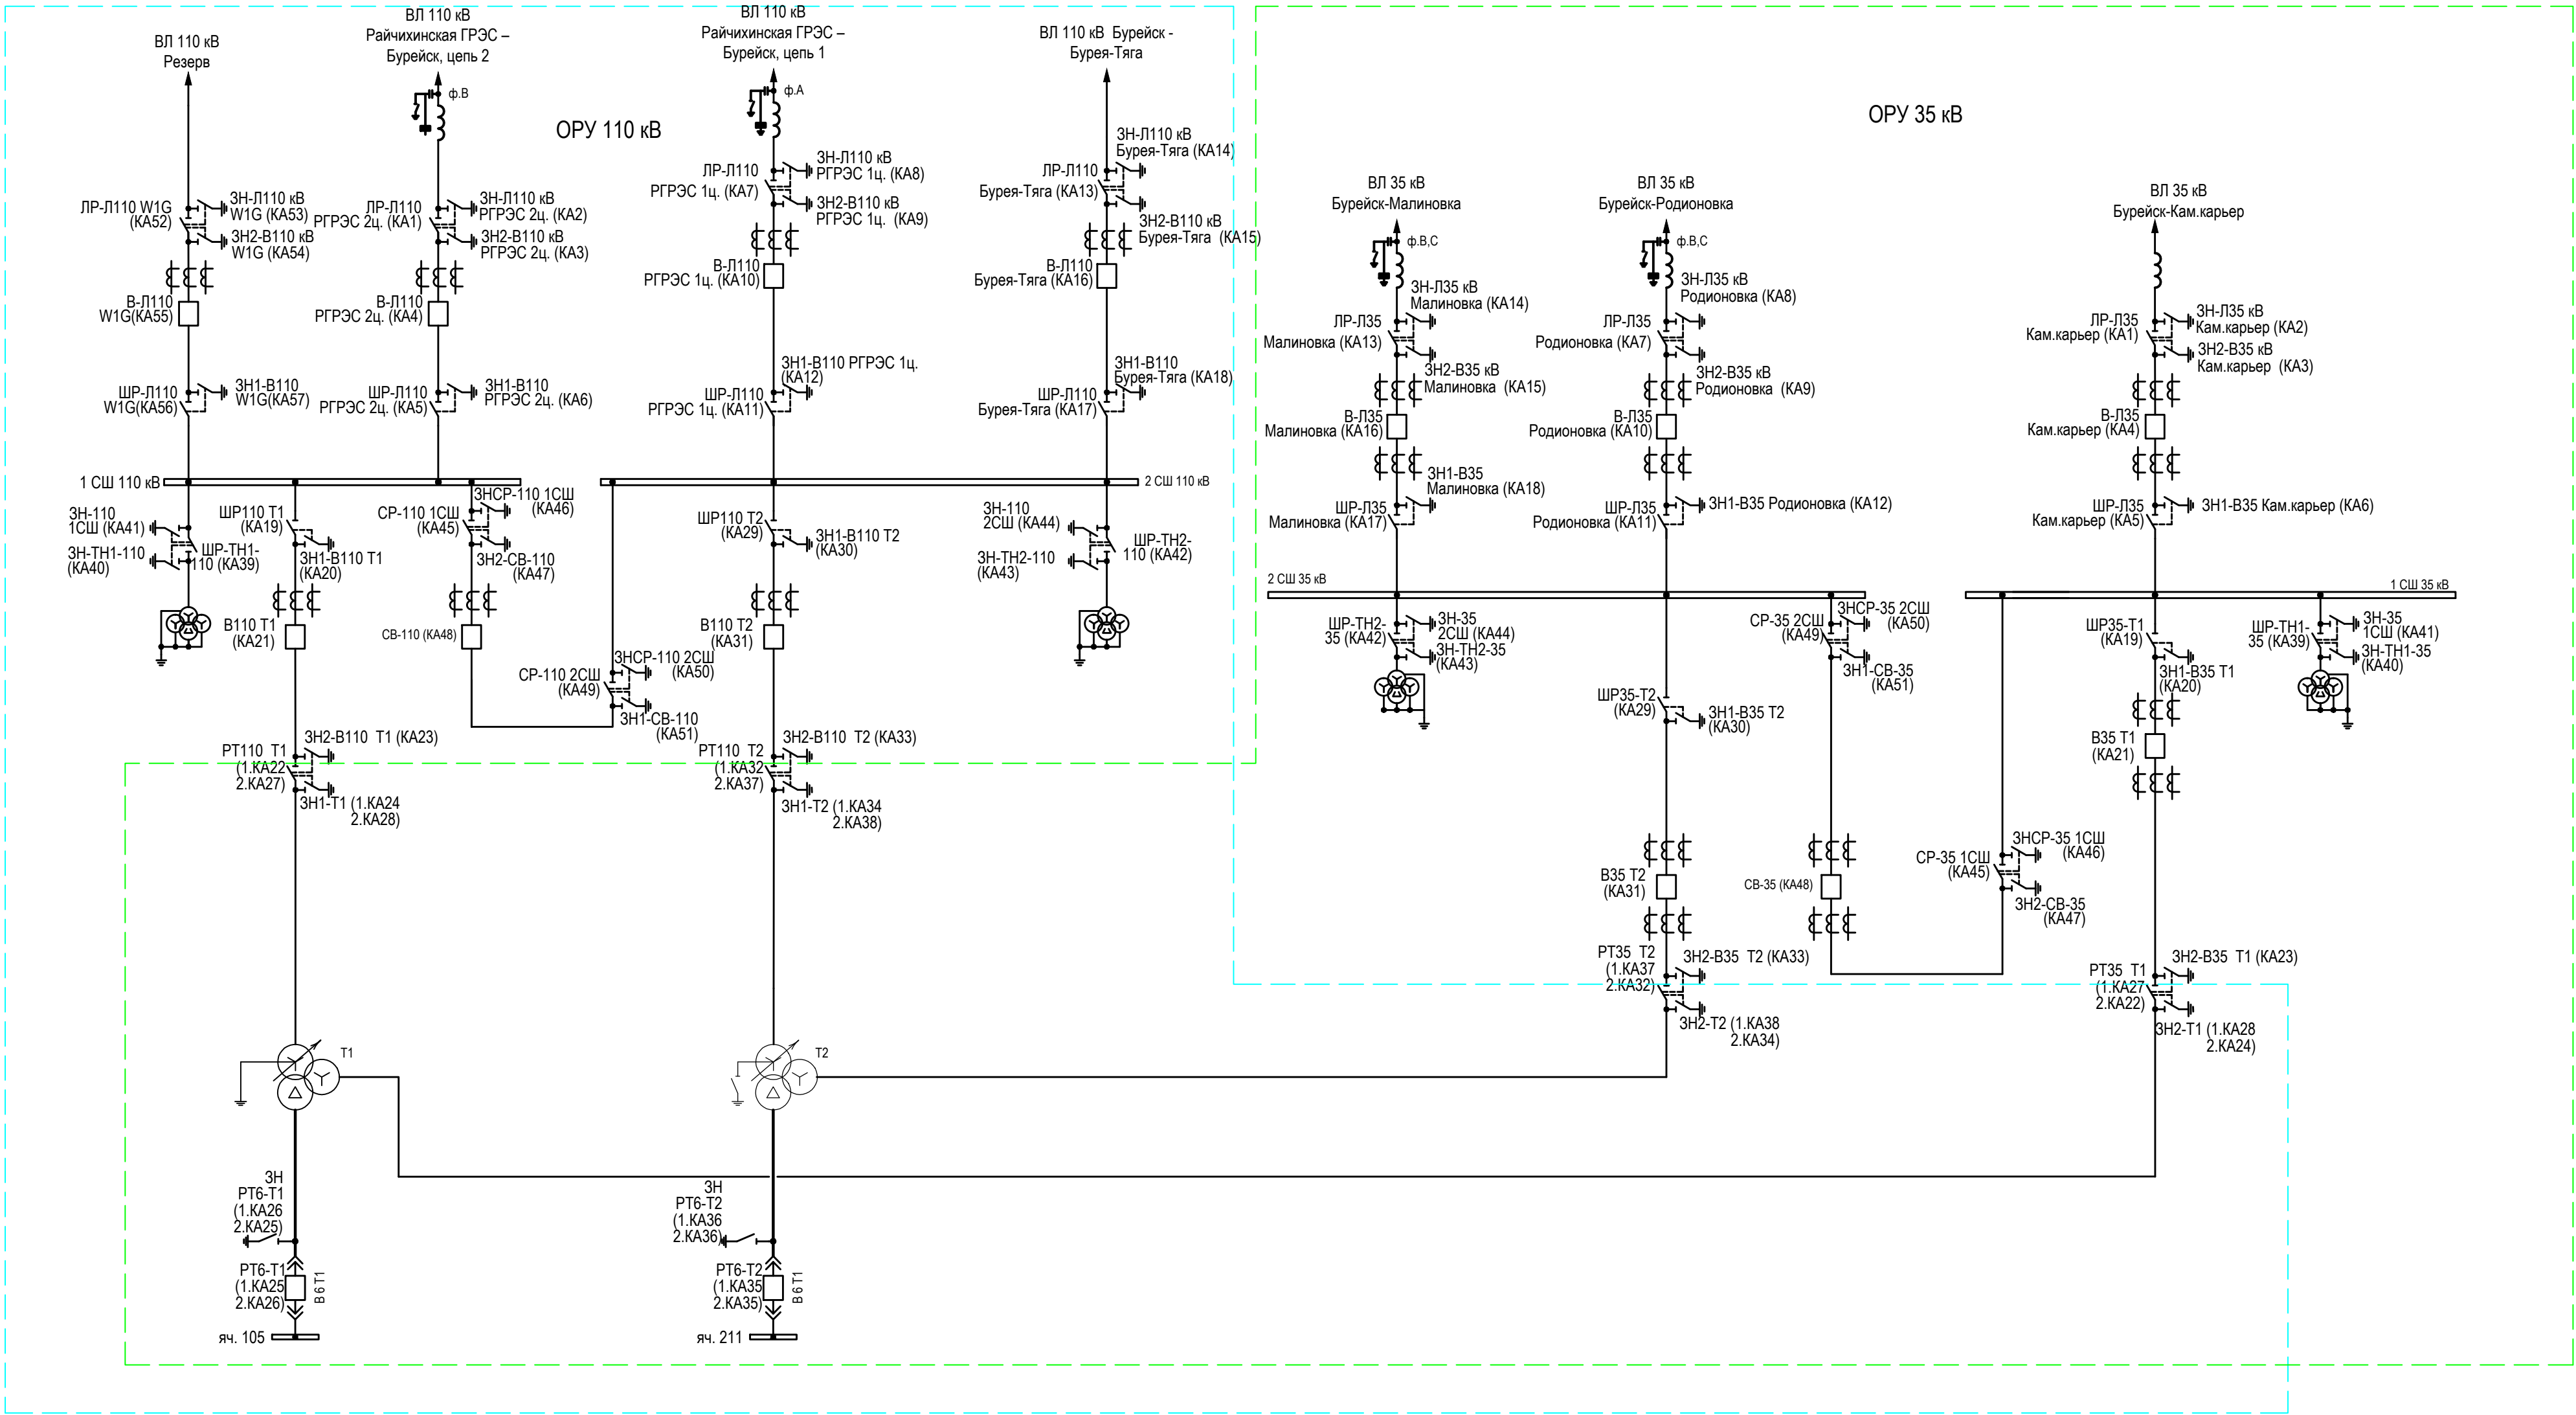 ВЛ 110 кВ
Резерв
ВЛ 110 кВ
Райчихинская ГРЭС –
Бурейск, цепь 2
ВЛ 110 кВ
Райчихинская ГРЭС –
Бурейск, цепь 1
ВЛ 110 кВ Бурейск -
Бурея-Тяга
ф.В
ф.А
ОРУ 110 кВ
ОРУ 35 кВ
ЛР-Л110 W1G
(КА52)
ЗН-Л110 кВ
W1G (КА53)
ЗН2-В110 кВ
W1G (КА54)
В-Л110
W1G(КА55)
ШР-Л110
W1G(КА56)
ЗН1-В110
W1G(КА57)
ЛР-Л110
РГРЭС 2ц. (КА1)
ЗН-Л110 кВ
РГРЭС 2ц. (КА2)
ЗН2-В110 кВ
РГРЭС 2ц. (КА3)
В-Л110
РГРЭС 2ц. (КА4)
ШР-Л110
РГРЭС 2ц. (КА5)
ЗН1-В110
РГРЭС 2ц. (КА6)
ЛР-Л110
РГРЭС 1ц. (КА7)
ЗН-Л110 кВ
РГРЭС 1ц. (КА8)
ЗН2-В110 кВ
РГРЭС 1ц. (КА9)
В-Л110
РГРЭС 1ц. (КА10)
ЗН1-В110 РГРЭС 1ц.
(КА12)
ШР-Л110
РГРЭС 1ц. (КА11)
ЗН-Л110 кВ
Бурея-Тяга (КА14)
ЛР-Л110
Бурея-Тяга (КА13)
ЗН2-В110 кВ
Бурея-Тяга (КА15)
В-Л110
Бурея-Тяга (КА16)
ЗН1-В110
Бурея-Тяга (КА18)
ШР-Л110
Бурея-Тяга (КА17)
1 СШ 110 кВ
2 СШ 110 кВ
ЗН-110
1СШ (КА41)
ЗН-ТН1-110
(КА40)
ШР-ТН1-
110 (КА39)
ШР110 Т1
(КА19)
ЗН1-В110 Т1
(КА20)
В110 Т1
(КА21)
СР-110 1СШ
(КА45)
ЗНСР-110 1СШ
(КА46)
ЗН2-СВ-110
(КА47)
СВ-110 (КА48)
СР-110 2СШ
(КА49)
ЗНСР-110 2СШ
(КА50)
ЗН1-СВ-110
(КА51)
ШР110 Т2
(КА29)
ЗН1-В110 Т2
(КА30)
В110 Т2
(КА31)
ЗН-110
2СШ (КА44)
ЗН-ТН2-110
(КА43)
ШР-ТН2-
110 (КА42)
РТ110 Т1
(1.КА22
2.КА27)
ЗН2-В110 Т1 (КА23)
ЗН1-Т1 (1.КА24
2.КА28)
РТ110 Т2
(1.КА32
2.КА37)
ЗН2-В110 Т2 (КА33)
ЗН1-Т2 (1.КА34
2.КА38)
Т1
Т2
ЗН
РТ6-Т1
(1.КА26
2.КА25)
РТ6-Т1
(1.КА25
2.КА26)
В6Т1
яч. 105
ЗН
РТ6-Т2
(1.КА36
2.КА36)
РТ6-Т2
(1.КА35
2.КА35)
В6Т1
яч. 211
ВЛ 35 кВ
Бурейск-Малиновка
ВЛ 35 кВ
Бурейск-Родионовка
ВЛ 35 кВ
Бурейск-Кам.карьер
ф.В,С
ф.В,С
ЗН-Л35 кВ
Малиновка (КА14)
ЛР-Л35
Малиновка (КА13)
ЗН2-В35 кВ
Малиновка (КА15)
В-Л35
Малиновка (КА16)
ЗН1-В35
Малиновка (КА18)
ШР-Л35
Малиновка (КА17)
ЗН-Л35 кВ
Родионовка (КА8)
ЛР-Л35
Родионовка (КА7)
ЗН2-В35 кВ
Родионовка (КА9)
В-Л35
Родионовка (КА10)
ЗН1-В35 Родионовка (КА12)
ШР-Л35
Родионовка (КА11)
ЗН-Л35 кВ
Кам.карьер (КА2)
ЛР-Л35
Кам.карьер (КА1)
ЗН2-В35 кВ
Кам.карьер (КА3)
В-Л35
Кам.карьер (КА4)
ЗН1-В35 Кам.карьер (КА6)
ШР-Л35
Кам.карьер (КА5)
2 СШ 35 кВ
1 СШ 35 кВ
ШР-ТН2-
35 (КА42)
ЗН-35
2СШ (КА44)
ЗН-ТН2-35
(КА43)
СР-35 2СШ
(КА49)
ЗНСР-35 2СШ
(КА50)
ЗН1-СВ-35
(КА51)
ШР35-Т2
(КА29)
ЗН1-В35 Т2
(КА30)
ШР35-Т1
(КА19)
ЗН1-В35 Т1
(КА20)
В35 Т1
(КА21)
ШР-ТН1-
35 (КА39)
ЗН-35
1СШ (КА41)
ЗН-ТН1-35
(КА40)
В35 Т2
(КА31)
СВ-35 (КА48)
СР-35 1СШ
(КА45)
ЗНСР-35 1СШ
(КА46)
ЗН2-СВ-35
(КА47)
РТ35 Т2
(1.КА37
2.КА32)
ЗН2-В35 Т2 (КА33)
ЗН2-Т2 (1.КА38
2.КА34)
РТ35 Т1
(1.КА27
2.КА22)
ЗН2-В35 Т1 (КА23)
ЗН2-Т1 (1.КА28
2.КА24)